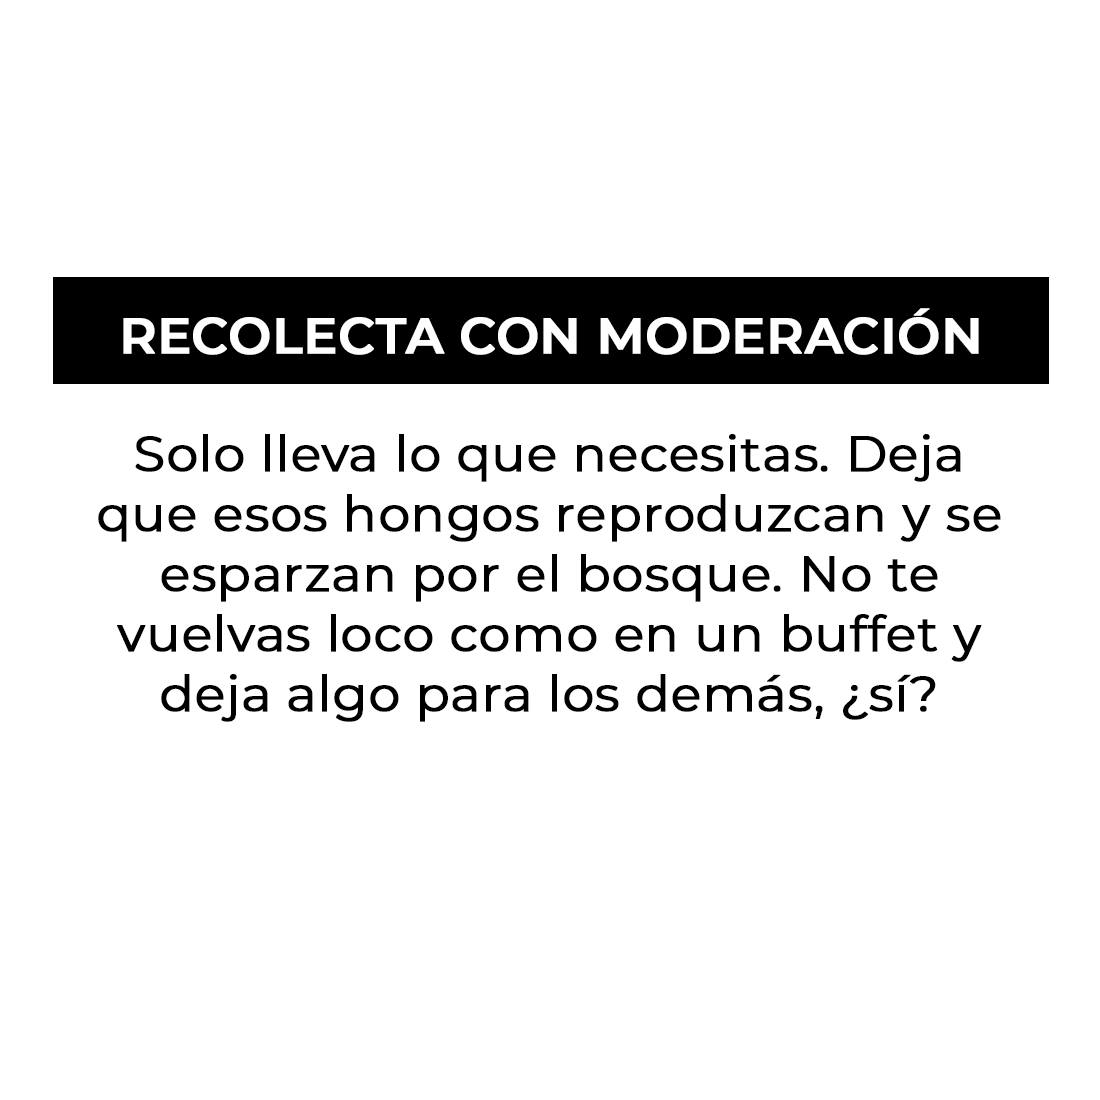 RECOLECTA CON MODERACIÓN
Solo lleva lo que necesitas. Deja
que esos hongos reproduzcan y se
esparzan por el bosque. No te
vuelvas loco como en un buffet y
deja algo para los demás, ¿sí?